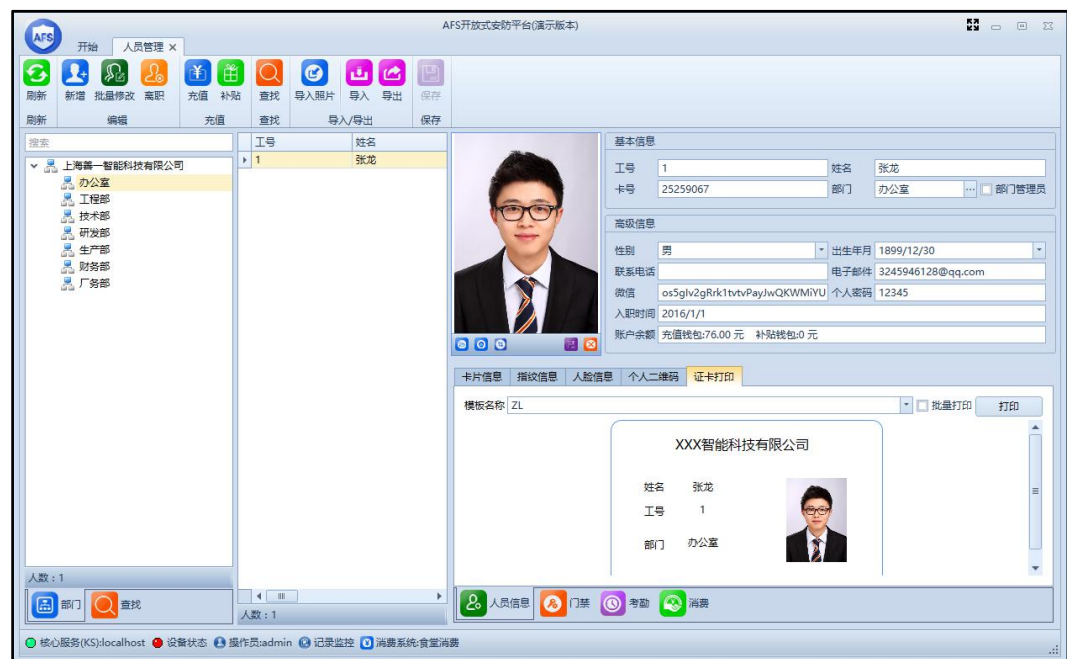 AFS开放式安防平台(演示版本)
AFS
开始 人员管理
刷新 新增 批量修改 离职 充值 补贴 查找 导入照片 导入 导出 保存
刷新 编辑 充值 查找 导入/导出 保存
搜索
上海善一智能科技有限公司
办公室
工程部
技术部
研发部
生产部
财务部
厂务部
人数：1
部门 查找
工号 姓名
1 张龙
人数：1
基本信息
工号 1 姓名 张龙
卡号 25259067 部门 办公室 ... 部门管理员
高级信息
性别 男 出生年月 1899/12/30
联系电话 电子邮件 3245946128@qq.com
微信 os5glv2gRrk1tvtvPayJwQKWMiYU 个人密码 12345
入职时间 2016/1/1
账户余额 充值钱包:76.00 元 补贴钱包:0 元
卡片信息 指纹信息 人脸信息 个人二维码 证卡打印
模板名称 ZL 批量打印 打印
XXX智能科技有限公司
姓名 张龙
工号 1
部门 办公室
人员信息 门禁 考勤 消费
核心服务(KS):localhost 设备状态 操作员:admin 记录监控 消费系统:食堂消费